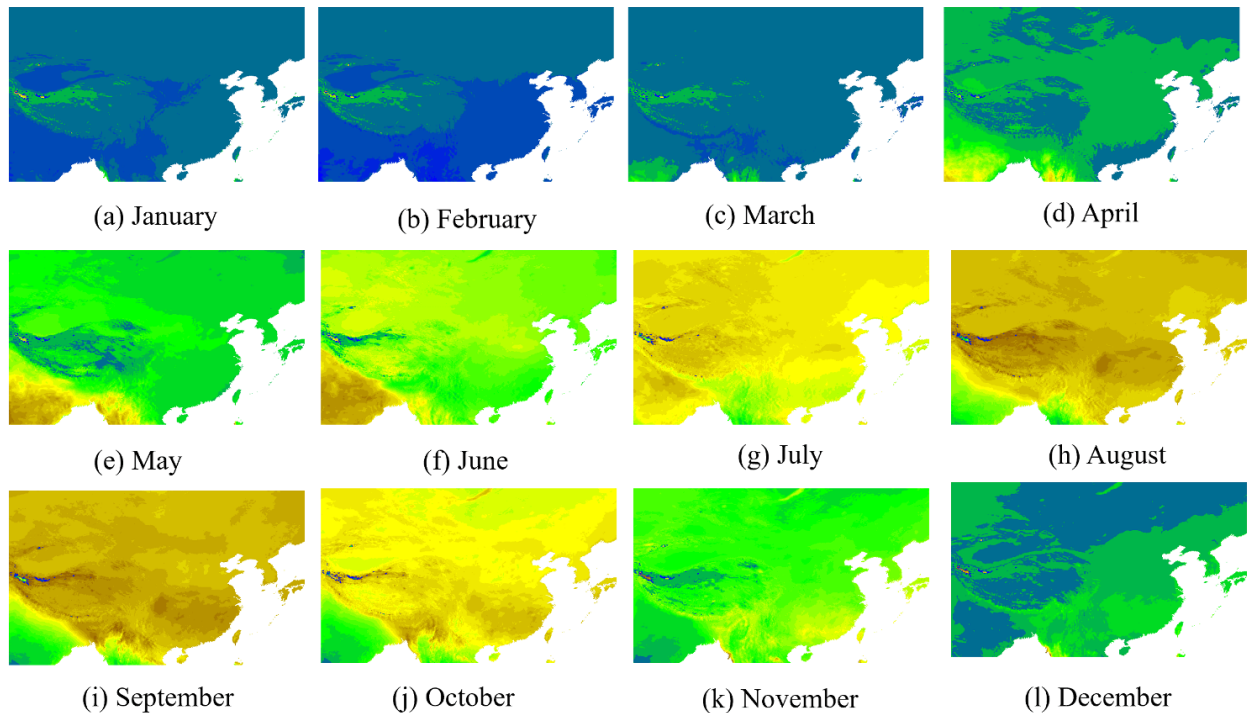 (a) January
(b) February
(c) March
(d) April
(e) May
(f) June
(g) July
(h) August
(i) September
(j) October
(k) November
(l) December